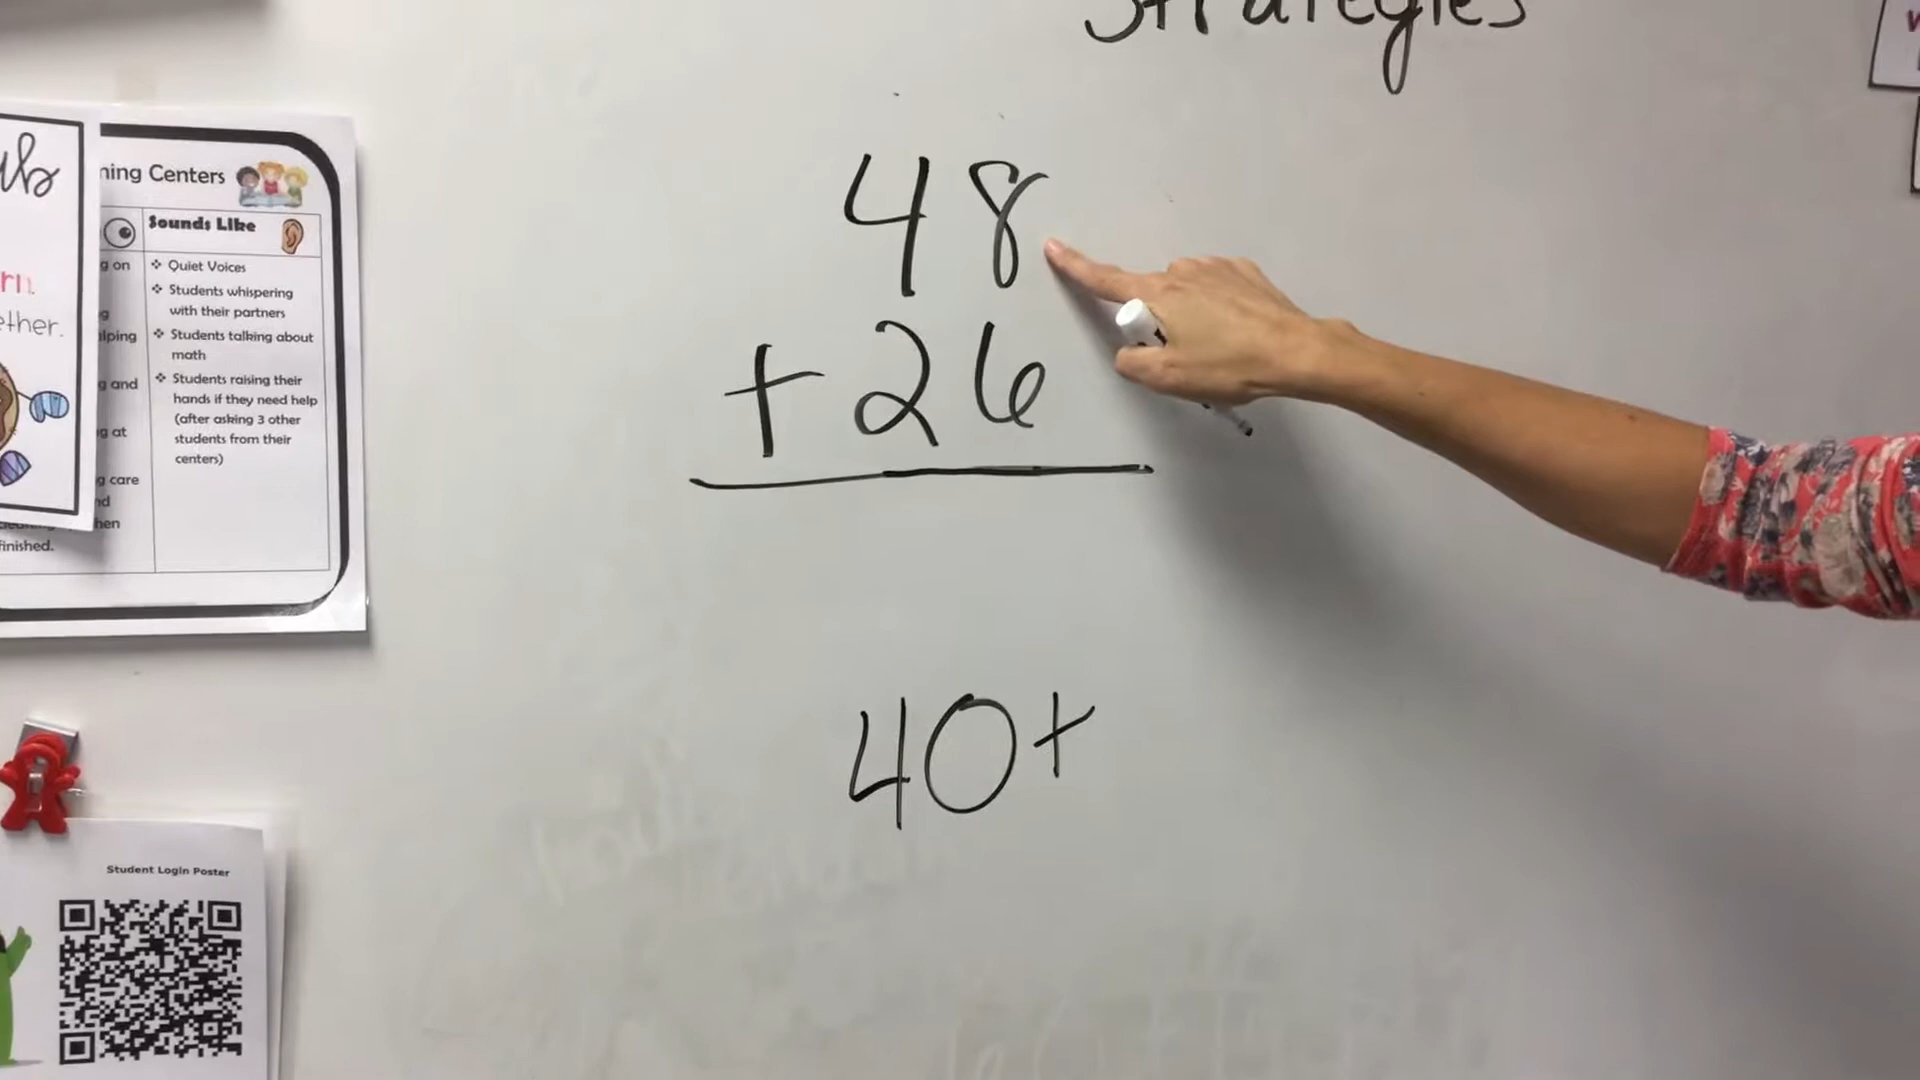 Strategies
48
+ 26
40+
ning Centers
Sounds Like
g on
Quiet Voices
Students whispering
with their partners
lping
Students talking about
math
g and
Students raising their
hands if they need help
(after asking 3 other
g at
students from their
centers)
g care
nd
hen
finished.
rn.
ether.
Student Login Poster